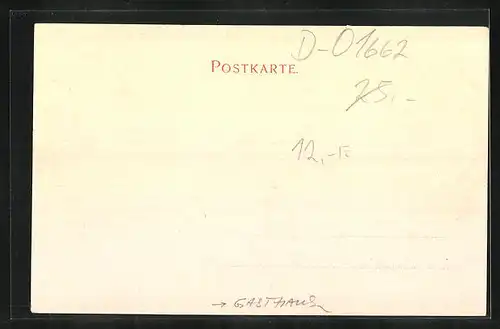 D-01662
POSTKARTE.
75.-
12,-
→ GASTHAUS